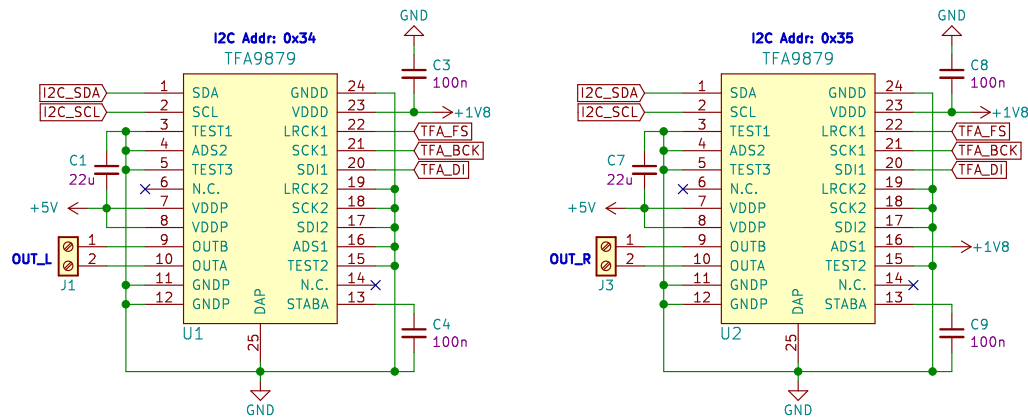 GND
I2C Addr: 0x34
TFA9879
C3
100n
I2C_SDA
1
SDA
GNDD
24
I2C_SCL
2
SCL
VDDD
23
+1V8
3
TEST1
LRCK1
22
TFA_FS
4
ADS2
SCK1
21
TFA_BCK
C1
22u
5
TEST3
SDI1
20
TFA_DI
6
N.C.
LRCK2
19
+5V
7
VDDP
SCK2
18
8
VDDP
SDI2
17
OUT_L
1
9
OUTB
ADS1
16
2
10
OUTA
TEST2
15
J1
11
GNDP
N.C.
14
12
GNDP
STABA
13
DAP
U1
25
C4
100n
GND
GND
I2C Addr: 0x35
TFA9879
C8
100n
I2C_SDA
1
SDA
GNDD
24
I2C_SCL
2
SCL
VDDD
23
+1V8
3
TEST1
LRCK1
22
TFA_FS
4
ADS2
SCK1
21
TFA_BCK
C7
22u
5
TEST3
SDI1
20
TFA_DI
6
N.C.
LRCK2
19
+5V
7
VDDP
SCK2
18
8
VDDP
SDI2
17
OUT_R
1
9
OUTB
ADS1
16
+1V8
2
10
OUTA
TEST2
15
J3
11
GNDP
N.C.
14
12
GNDP
STABA
13
DAP
U2
25
C9
100n
GND